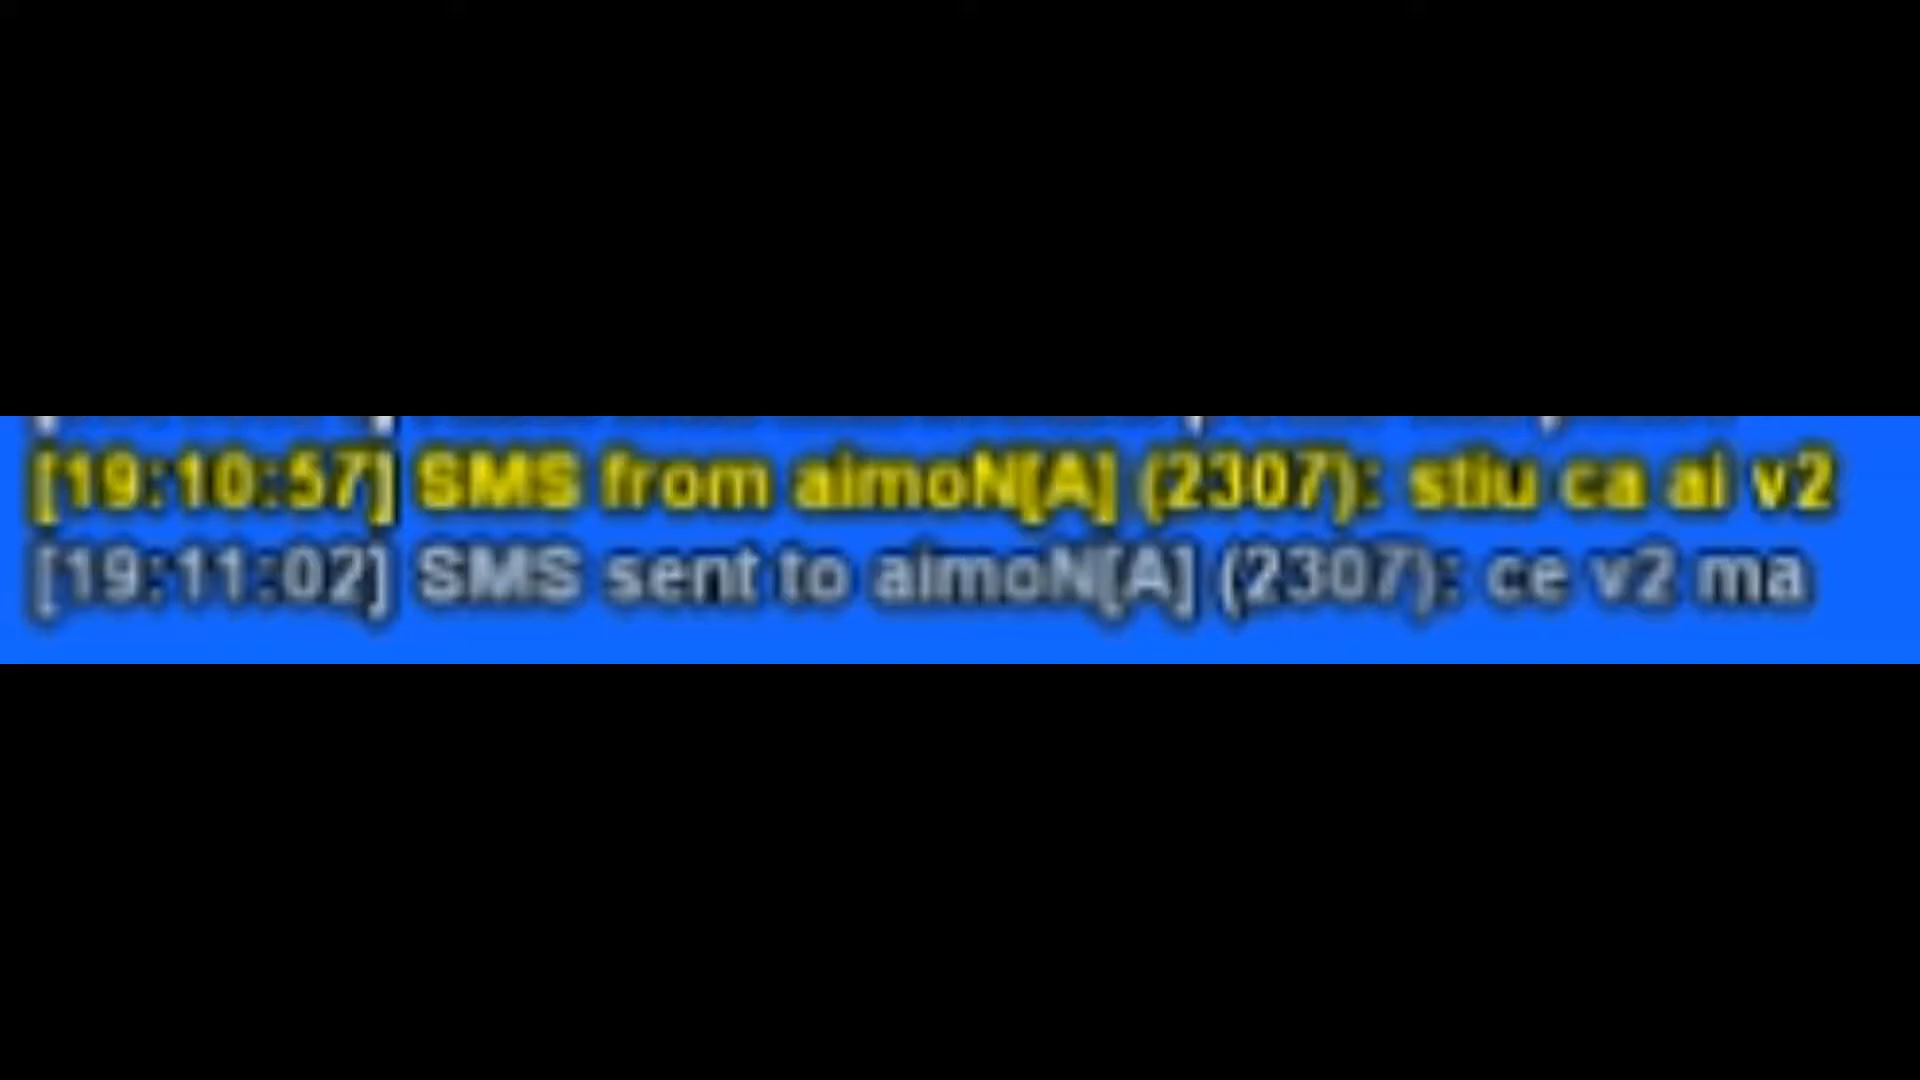 [19:10:57] SMS from aimoN[A] (2307): stiu ca ai v2
[19:11:02] SMS sent to aimoN[A] (2307): ce v2 ma